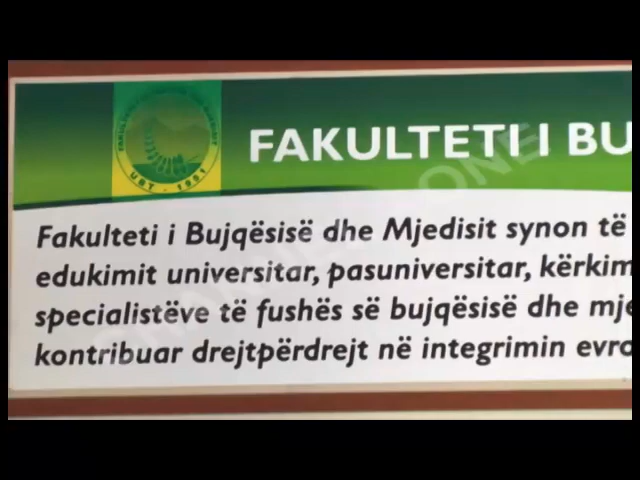 FAKULTETI I BU
Fakulteti i Bujqësisë dhe Mjedisit synon të
edukimit universitar, pasuniversitar, kërkim
specialistëve të fushës së bujqësisë dhe mje
kontribuar drejtpërdrejt në integrimin evro
UBT - 1951
ONE